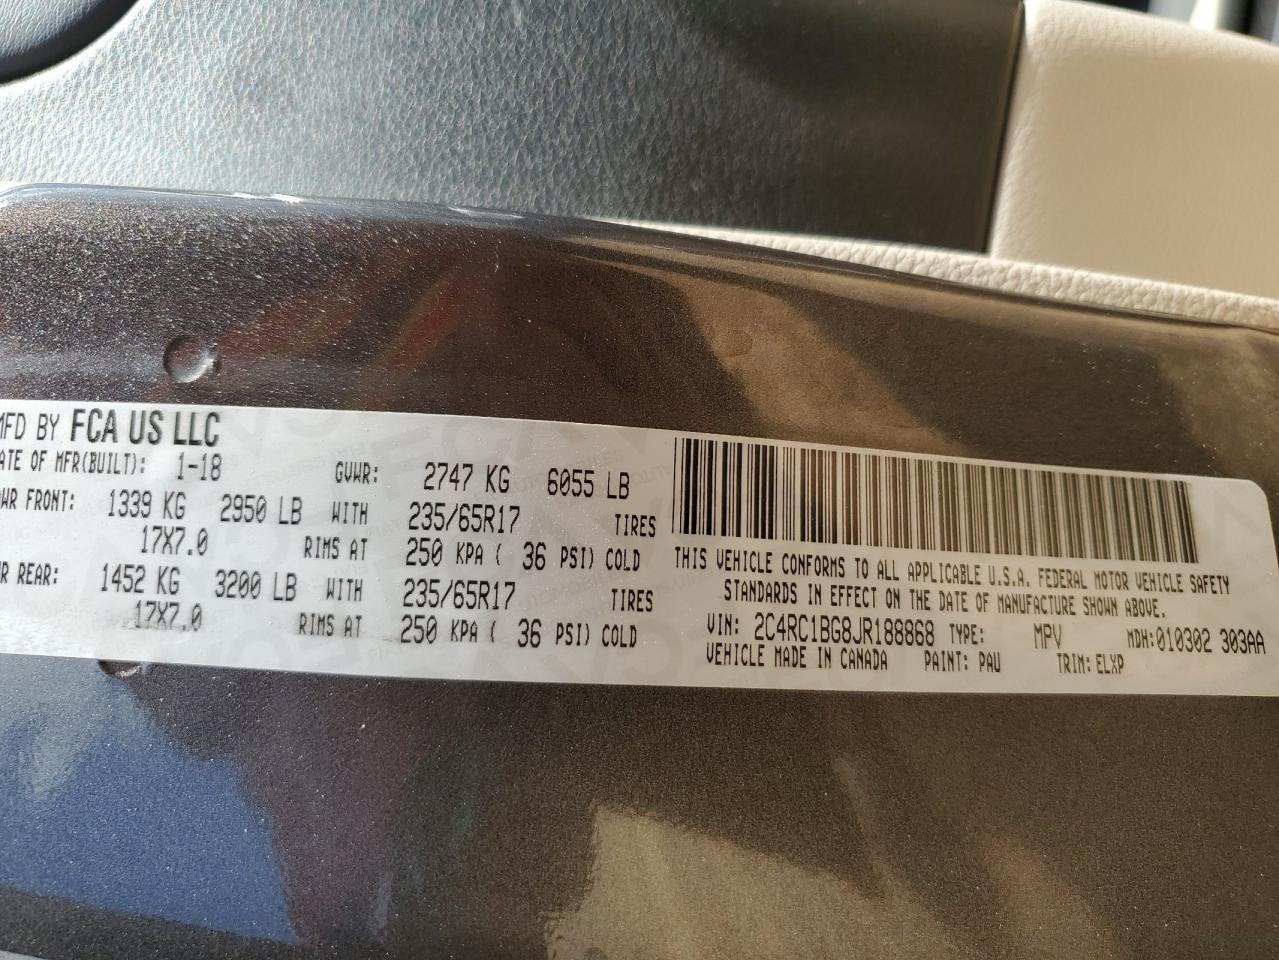 MFD BY FCA US LLC
DATE OF MFR(BUILT): 1-18 GVWR: 2747 KG 6055 LB
FRONT: 1339 KG 2950 LB WITH 235/65R17 TIRES
17X7.0 RIMS AT 250 KPA ( 36 PSI) COLD
REAR: 1452 KG 3200 LB WITH 235/65R17 TIRES
17X7.0 RIMS AT 250 KPA ( 36 PSI) COLD
THIS VEHICLE CONFORMS TO ALL APPLICABLE U.S.A. FEDERAL MOTOR VEHICLE SAFETY
STANDARDS IN EFFECT ON THE DATE OF MANUFACTURE SHOWN ABOVE.
VIN: 2C4RC1BG8JR188868 TYPE: MPV MDH:010302 303AA
VEHICLE MADE IN CANADA PAINT: PAU TRIM: ELXP